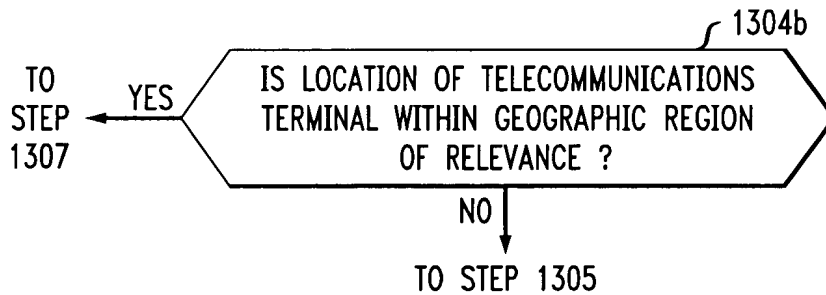 1304b
TO
STEP
1307
YES
IS LOCATION OF TELECOMMUNICATIONS
TERMINAL WITHIN GEOGRAPHIC REGION
OF RELEVANCE ?
NO
TO STEP 1305